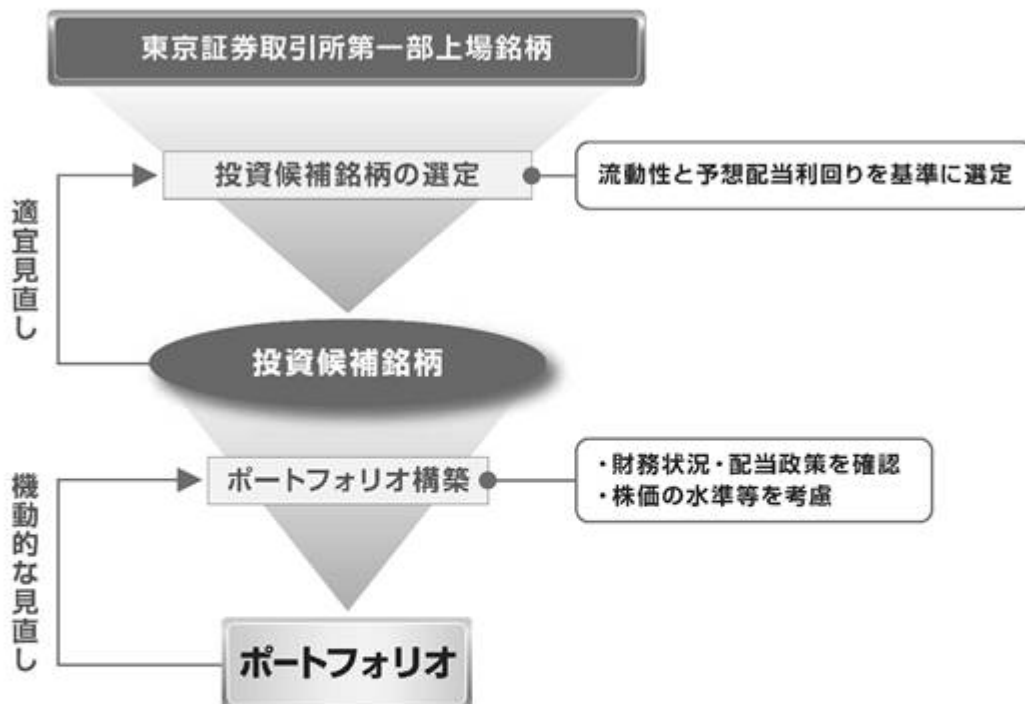 東京証券取引所第一部上場銘柄
投資候補銘柄の選定
流動性と予想配当利回りを基準に選定
適宜見直し
投資候補銘柄
ポートフォリオ構築
・財務状況・配当政策を確認
・株価の水準等を考慮
機動的な見直し
ポートフォリオ